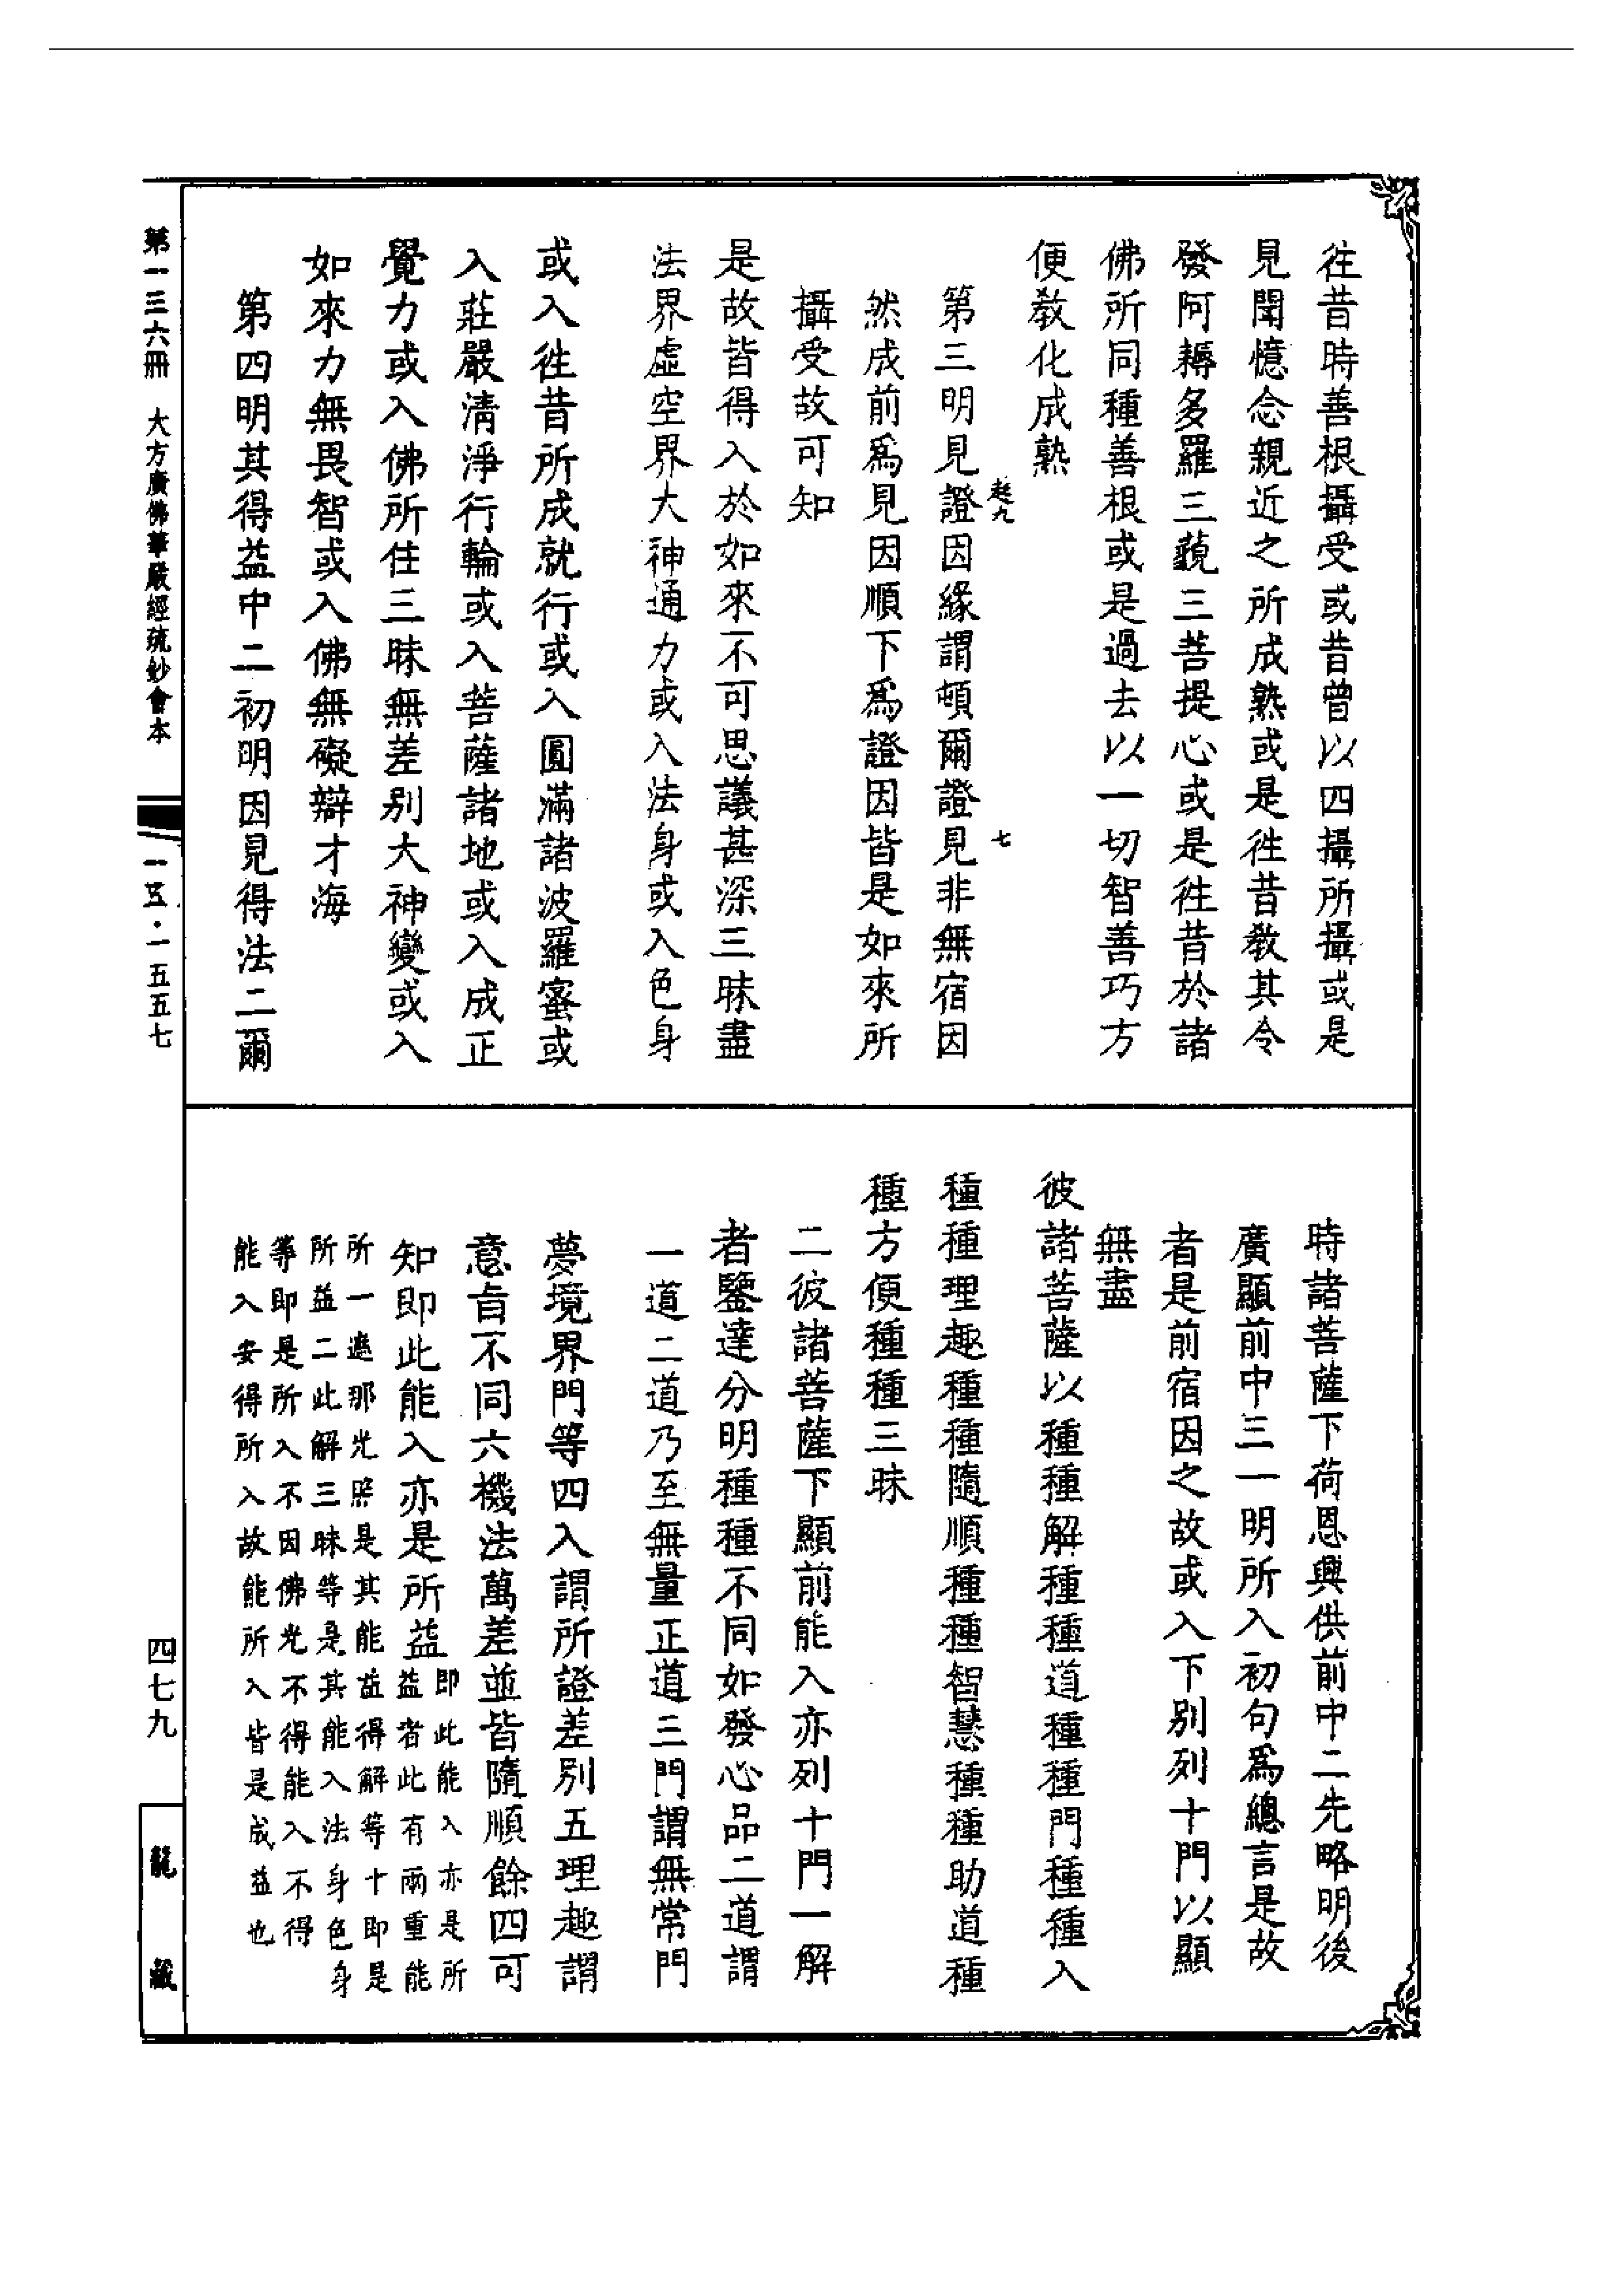 往昔時善根攝受或昔曾以四攝所攝或是
見聞憶念親近之所成熟或是往昔敎其令
發阿耨多羅三藐三菩提心或是往昔於諸
佛所同種善根或是過去以一切智善巧方
便敎化成熟
第三明見證因緣謂頓爾證見非無宿因
然成前爲見因順下爲證因皆是如來所
攝受故可知
是故皆得入於如來不可思議甚深三昧盡
法界虛空界大神通力或入法身或入色身
或入往昔所成就行或入圓滿諸波羅蜜或
入莊嚴淸淨行輪或入菩薩諸地或入成正
覺力或入佛所住三昧無差別大神變或入
如來力無畏智或入佛無礙辯才海
第四明其得益中二初明因見得法二爾
時諸菩薩下荷恩興供前中二先略明後
廣顯前中三一明所入初句爲總言是故
者是前宿因之故或入下別列十門以顯
無盡
彼諸菩薩以種種解種種道種種門種種入
種種理趣種種隨順種種智慧種種助道種
種方便種種三昧
二彼諸菩薩下顯前能入亦列十門一解
者鑒達分明種種不同如發心品二道謂
一道二道乃至無量正道三門謂無常門
夢境界門等四入謂所證差別五理趣謂
意旨不同六機法萬差並皆隨順餘四可
知卽此能入亦是所益
卽此能入亦是所
益者此有兩重能
所一遮那光照是其能益得解等十卽是
所益二此解三昧等是其能入法身色身
等卽是所入不因佛光不得能入不得
能入安得所入故能所入皆是成益也
第一三六冊 大方廣佛華嚴經疏鈔會本
一五五七
四七九
龍藏
七